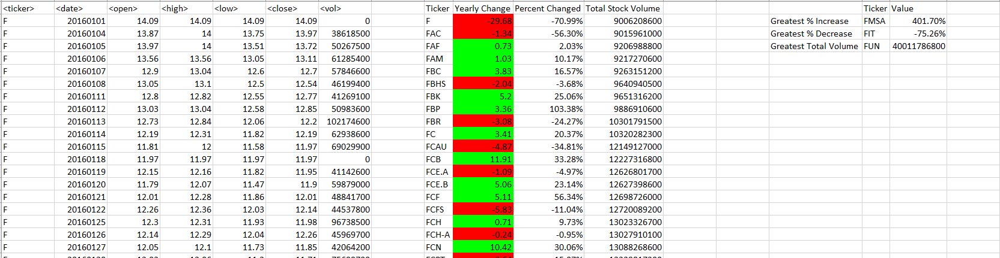 <ticker> <date> <open> <high> <low> <close> <vol> Ticker Yearly Change Percent Changed Total Stock Volume Ticker Value
F 20160101 14.09 14.09 14.09 14.09 0 F -29.68 -70.99% 9006208600 Greatest % Increase FMSA 401.70%
F 20160104 13.87 14 13.75 13.97 38618500 FAC -1.34 -56.30% 9015961000 Greatest % Decrease FIT -75.26%
F 20160105 13.97 14 13.51 13.72 50267500 FAF 0.73 2.03% 9206988800 Greatest Total Volume FUN 40011786800
F 20160106 13.56 13.56 13.05 13.11 61285400 FAM 1.03 10.17% 9217270600
F 20160107 12.9 13.04 12.6 12.7 57846600 FBC 3.83 16.57% 9263151200
F 20160108 13.05 13.1 12.5 12.54 46199400 FBHS -2.04 -3.68% 9640940500
F 20160111 12.8 12.82 12.55 12.77 41269100 FBK 5.2 25.06% 9651316200
F 20160112 13.03 13.04 12.58 12.85 50983600 FBP 3.36 103.38% 9886910600
F 20160113 12.73 12.84 12.06 12.2 102174600 FBR -3.08 -24.27% 10301791500
F 20160114 12.19 12.31 11.82 12.19 62938600 FC 3.41 20.37% 10320282300
F 20160115 11.81 12 11.58 11.97 69029900 FCAU -4.87 -34.81% 12149127000
F 20160118 11.97 11.97 11.97 11.97 0 FCB 11.91 33.28% 12227316800
F 20160119 12.15 12.16 11.82 11.95 41142600 FCE.A -1.09 -4.97% 12626801700
F 20160120 11.79 12.07 11.47 11.9 59879000 FCE.B 5.06 23.14% 12627398600
F 20160121 12.01 12.28 11.86 12.01 48841700 FCF 5.11 56.34% 12698726000
F 20160122 12.26 12.36 12.03 12.14 44537800 FCFS -5.83 -11.04% 12720089200
F 20160125 12.3 12.31 11.93 11.98 96738500 FCH 0.71 9.73% 13023326700
F 20160126 12.14 12.29 12.04 12.26 45969700 FCH-A -0.24 -0.95% 13027910100
F 20160127 12.05 12.1 11.73 11.85 42064200 FCN 10.42 30.06% 13088268600